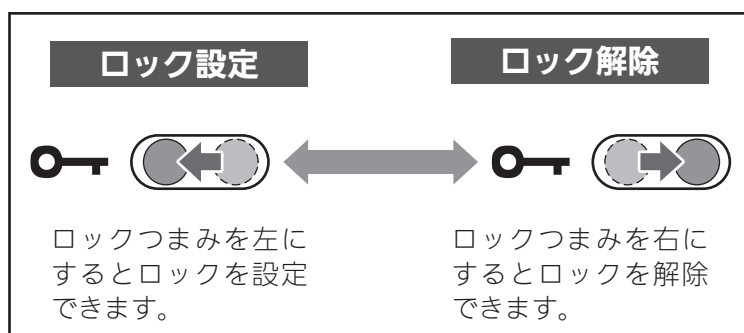 ロック設定
ロックつまみを左に
するとロックを設定
できます。
ロック解除
ロックつまみを右に
するとロックを解除
できます。